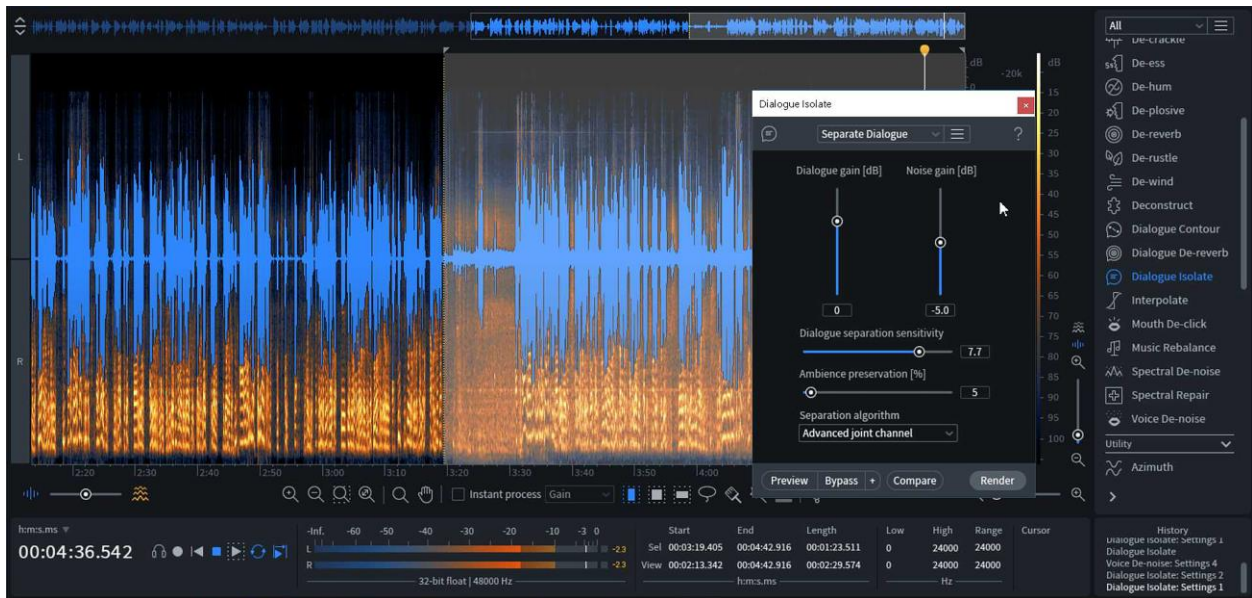 All
De-crackle
De-ess
De-hum
De-plosive
De-reverb
De-rustle
De-wind
Deconstruct
Dialogue Contour
Dialogue De-reverb
Dialogue Isolate
Interpolate
Mouth De-click
Music Rebalance
Spectral De-noise
Spectral Repair
Voice De-noise
Utility
Azimuth
L
R
dB
-20k
dB
15
20
25
30
35
40
45
50
55
60
65
70
75
80
85
90
95
100
Dialogue Isolate
Separate Dialogue
?
Dialogue gain [dB] Noise gain [dB]
0 -5.0
Dialogue separation sensitivity
7.7
Ambience preservation [%]
5
Separation algorithm
Advanced joint channel
Preview Bypass + Compare Render
2:20 2:30 2:40 2:50 3:00 3:10 3:20 3:30 3:40 3:50 4:00
Instant process Gain
h:m:s.ms
00:04:36.542
-Inf. -60 -50 -40 -30 -20 -10 -3 0
L -2.3
R -2.3
32-bit float | 48000 Hz
Start End Length Low High Range Cursor
Sel 00:03:19.405 00:04:42.916 00:01:23.511 0 24000 24000
View 00:02:13.342 00:04:42.916 00:02:29.574 0 24000 24000
h:m:s.ms Hz
History
Dialogue Isolate: Settings 1
Dialogue Isolate
Voice De-noise: Settings 4
Dialogue Isolate: Settings 2
Dialogue Isolate: Settings 1